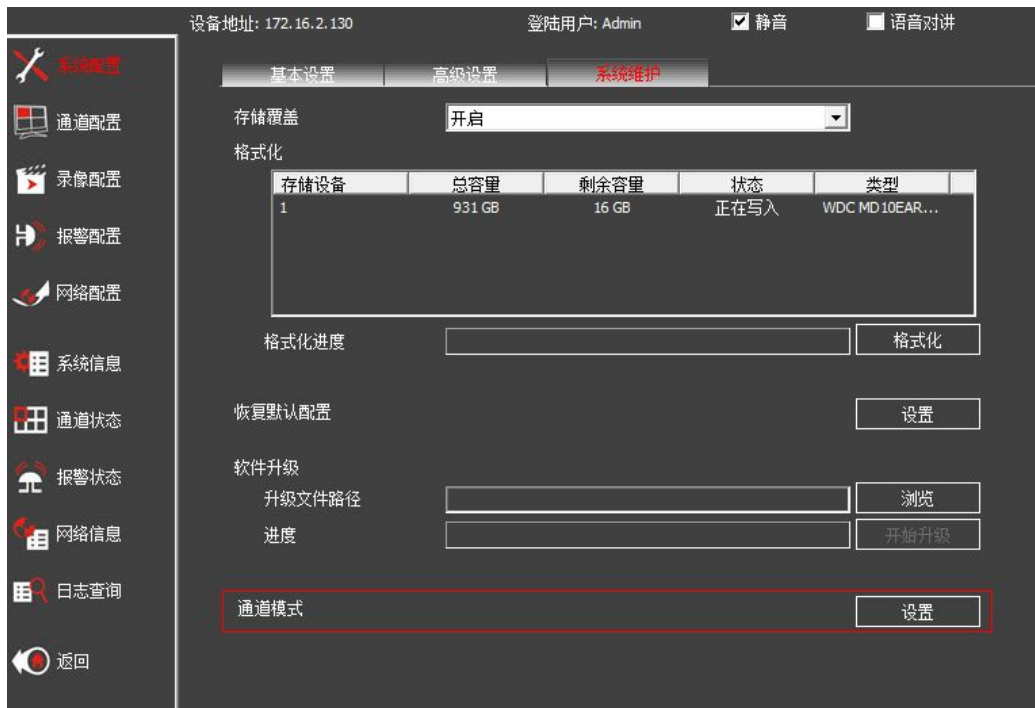 设备地址: 172.16.2.130 登陆用户: Admin 静音 语音对讲
系统配置
通道配置
录像配置
报警配置
网络配置
系统信息
通道状态
报警状态
网络信息
日志查询
返回
基本设置 高级设置 系统维护
存储覆盖 开启
格式化
存储设备 总容量 剩余容量 状态 类型
1 931 GB 16 GB 正在写入 WDC MD10EAR...
格式化进度 格式化
恢复默认配置 设置
软件升级
升级文件路径 浏览
进度 开始升级
通道模式 设置